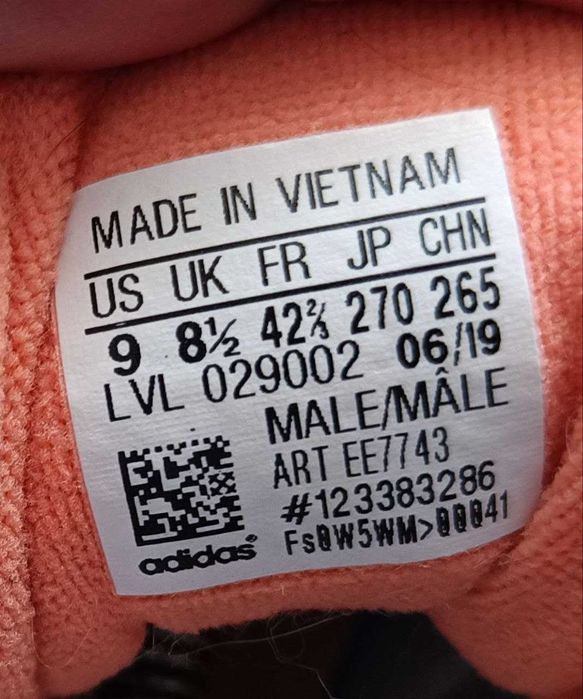 MADE IN VIETNAM
US UK FR JP CHN
9 8½ 42⅔ 270 265
LVL 029002 06/19
MALE/MÂLE
ART EE7743
#123383286
Fs0W5WM>00041
adidas®